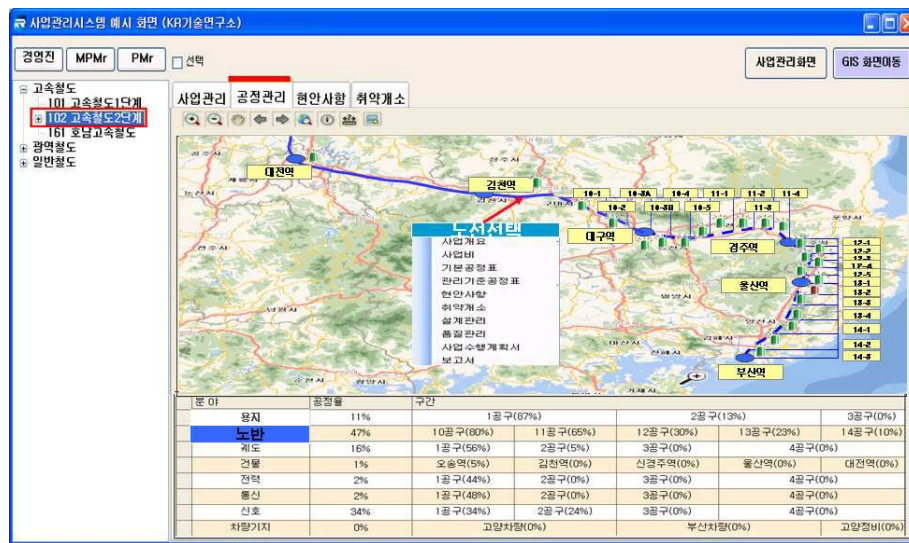 사업관리시스템 예시 화면 (KR기술연구소)
경영진 MPMr PMr 선택 사업관리화면 GIS 화면이동
고속철도
101 고속철도1단계
102 고속철도2단계
161 호남고속철도
광역철도
일반철도
사업관리 공정관리 현안사항 취약개소
대전역
김천역
10-1 10-3A 10-4 11-1 11-2 11-4
10-2 10-3B 10-5 11-3
대구역
경주역
울산역
부산역
12-1
12-2
12-3
12-4
12-5
13-1
13-2
13-3
13-4
14-1
14-2
14-3
노선선택
사업개요
사업비
기본공정표
관리기준공정표
현안사항
취약개소
설계관리
품질관리
사업수행계획서
보고서
분야 공정률 구간
용지 11% 1공구(87%) 2공구(13%) 3공구(0%)
노반 47% 10공구(80%) 11공구(65%) 12공구(30%) 13공구(23%) 14공구(10%)
궤도 16% 1공구(56%) 2공구(5%) 3공구(0%) 4공구(0%)
건물 1% 오송역(5%) 김천역(0%) 신경주역(0%) 울산역(0%) 대전역(0%)
전력 2% 1공구(44%) 2공구(0%) 3공구(0%) 4공구(0%)
통신 2% 1공구(48%) 2공구(0%) 3공구(0%) 4공구(0%)
신호 34% 1공구(34%) 2공구(24%) 3공구(0%) 4공구(0%)
차량기지 0% 고양차량(0%) 부산차량(0%) 고양정비(0%)